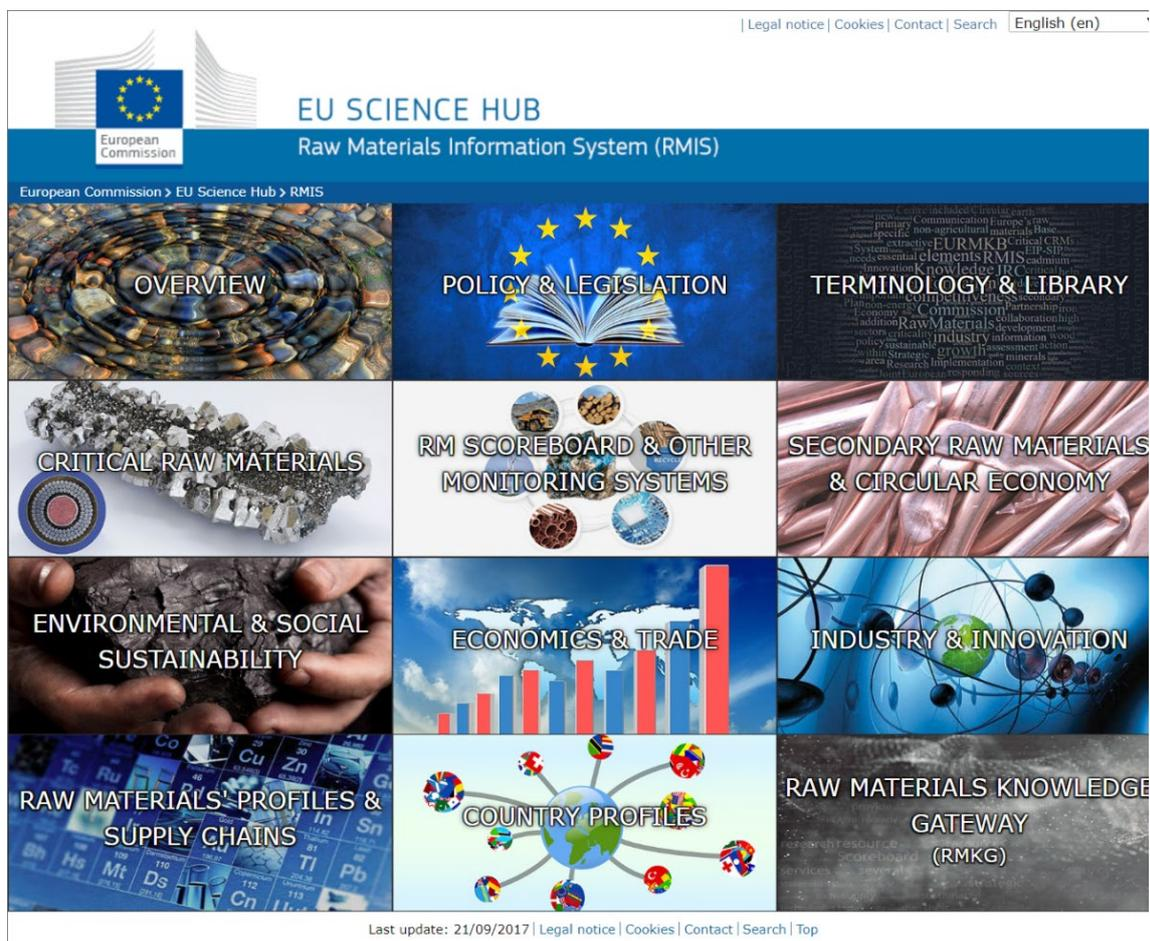 | Legal notice | Cookies | Contact | Search English (en)
European
Commission
EU SCIENCE HUB
Raw Materials Information System (RMIS)
European Commission > EU Science Hub > RMIS
OVERVIEW
POLICY & LEGISLATION
TERMINOLOGY & LIBRARY
CRITICAL RAW MATERIALS
RM SCOREBOARD & OTHER
MONITORING SYSTEMS
SECONDARY RAW MATERIALS
& CIRCULAR ECONOMY
ENVIRONMENTAL & SOCIAL
SUSTAINABILITY
ECONOMICS & TRADE
INDUSTRY & INNOVATION
RAW MATERIALS' PROFILES &
SUPPLY CHAINS
COUNTRY PROFILES
RAW MATERIALS KNOWLEDGE
GATEWAY
(RMKG)
Last update: 21/09/2017 | Legal notice | Cookies | Contact | Search | Top